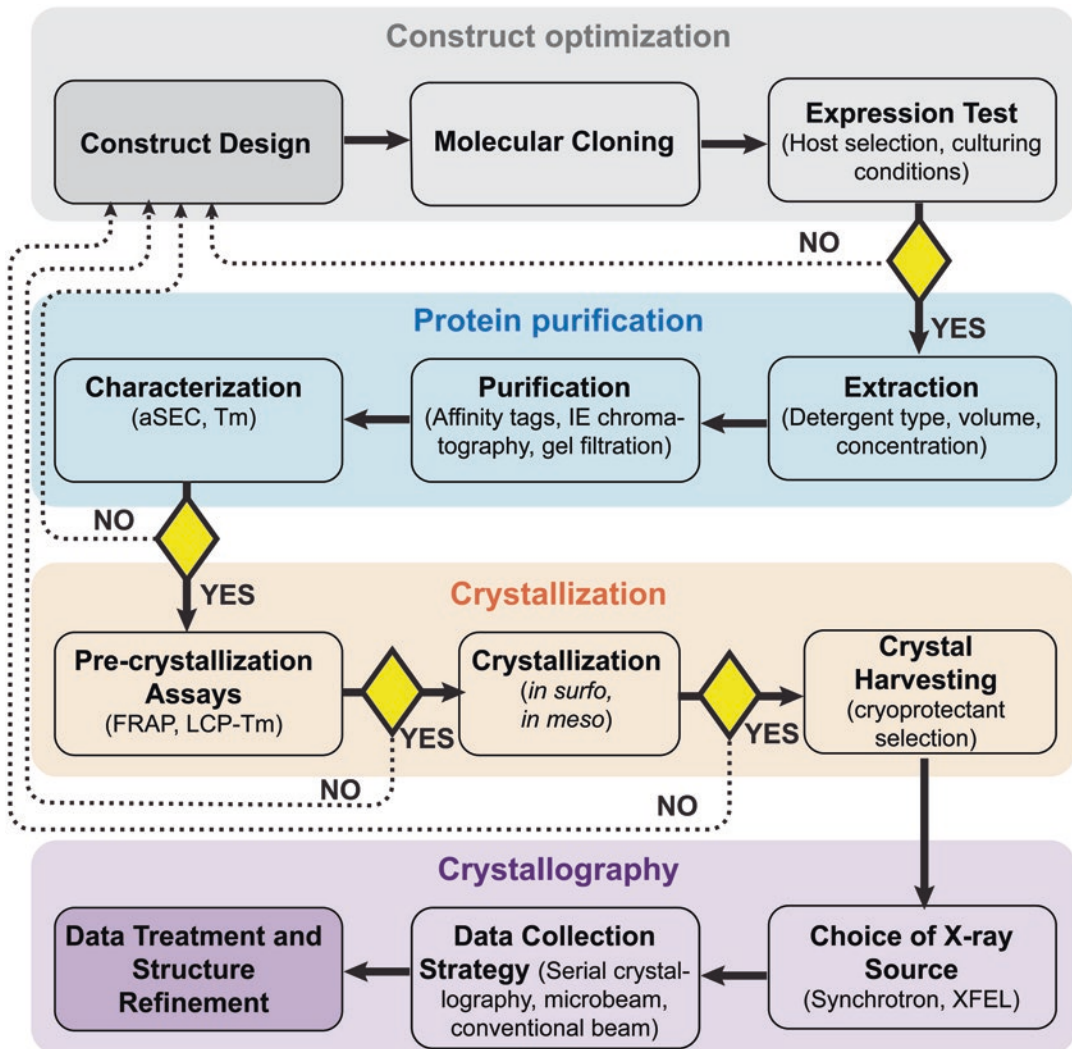 Construct optimization
Construct Design
Molecular Cloning
Expression Test
(Host selection, culturing
conditions)
NO
YES
Protein purification
Characterization
(aSEC, Tm)
Purification
(Affinity tags, IE chroma-
tography, gel filtration)
Extraction
(Detergent type, volume,
concentration)
NO
YES
Crystallization
Pre-crystallization
Assays
(FRAP, LCP-Tm)
YES
Crystallization
(in surfo,
in meso)
YES
Crystal
Harvesting
(cryoprotectant
selection)
NO
NO
Crystallography
Data Treatment and
Structure
Refinement
Data Collection
Strategy (Serial crystal-
lography, microbeam,
conventional beam)
Choice of X-ray
Source
(Synchrotron, XFEL)